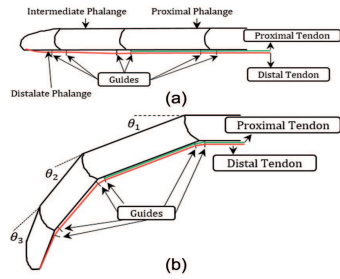 Intermediate Phalange Proximal Phalange
Proximal Tendon
Distal Tendon
Distalate Phalange
Guides
(a)
θ₁
Proximal Tendon
θ₂
Distal Tendon
Guides
θ₃
(b)